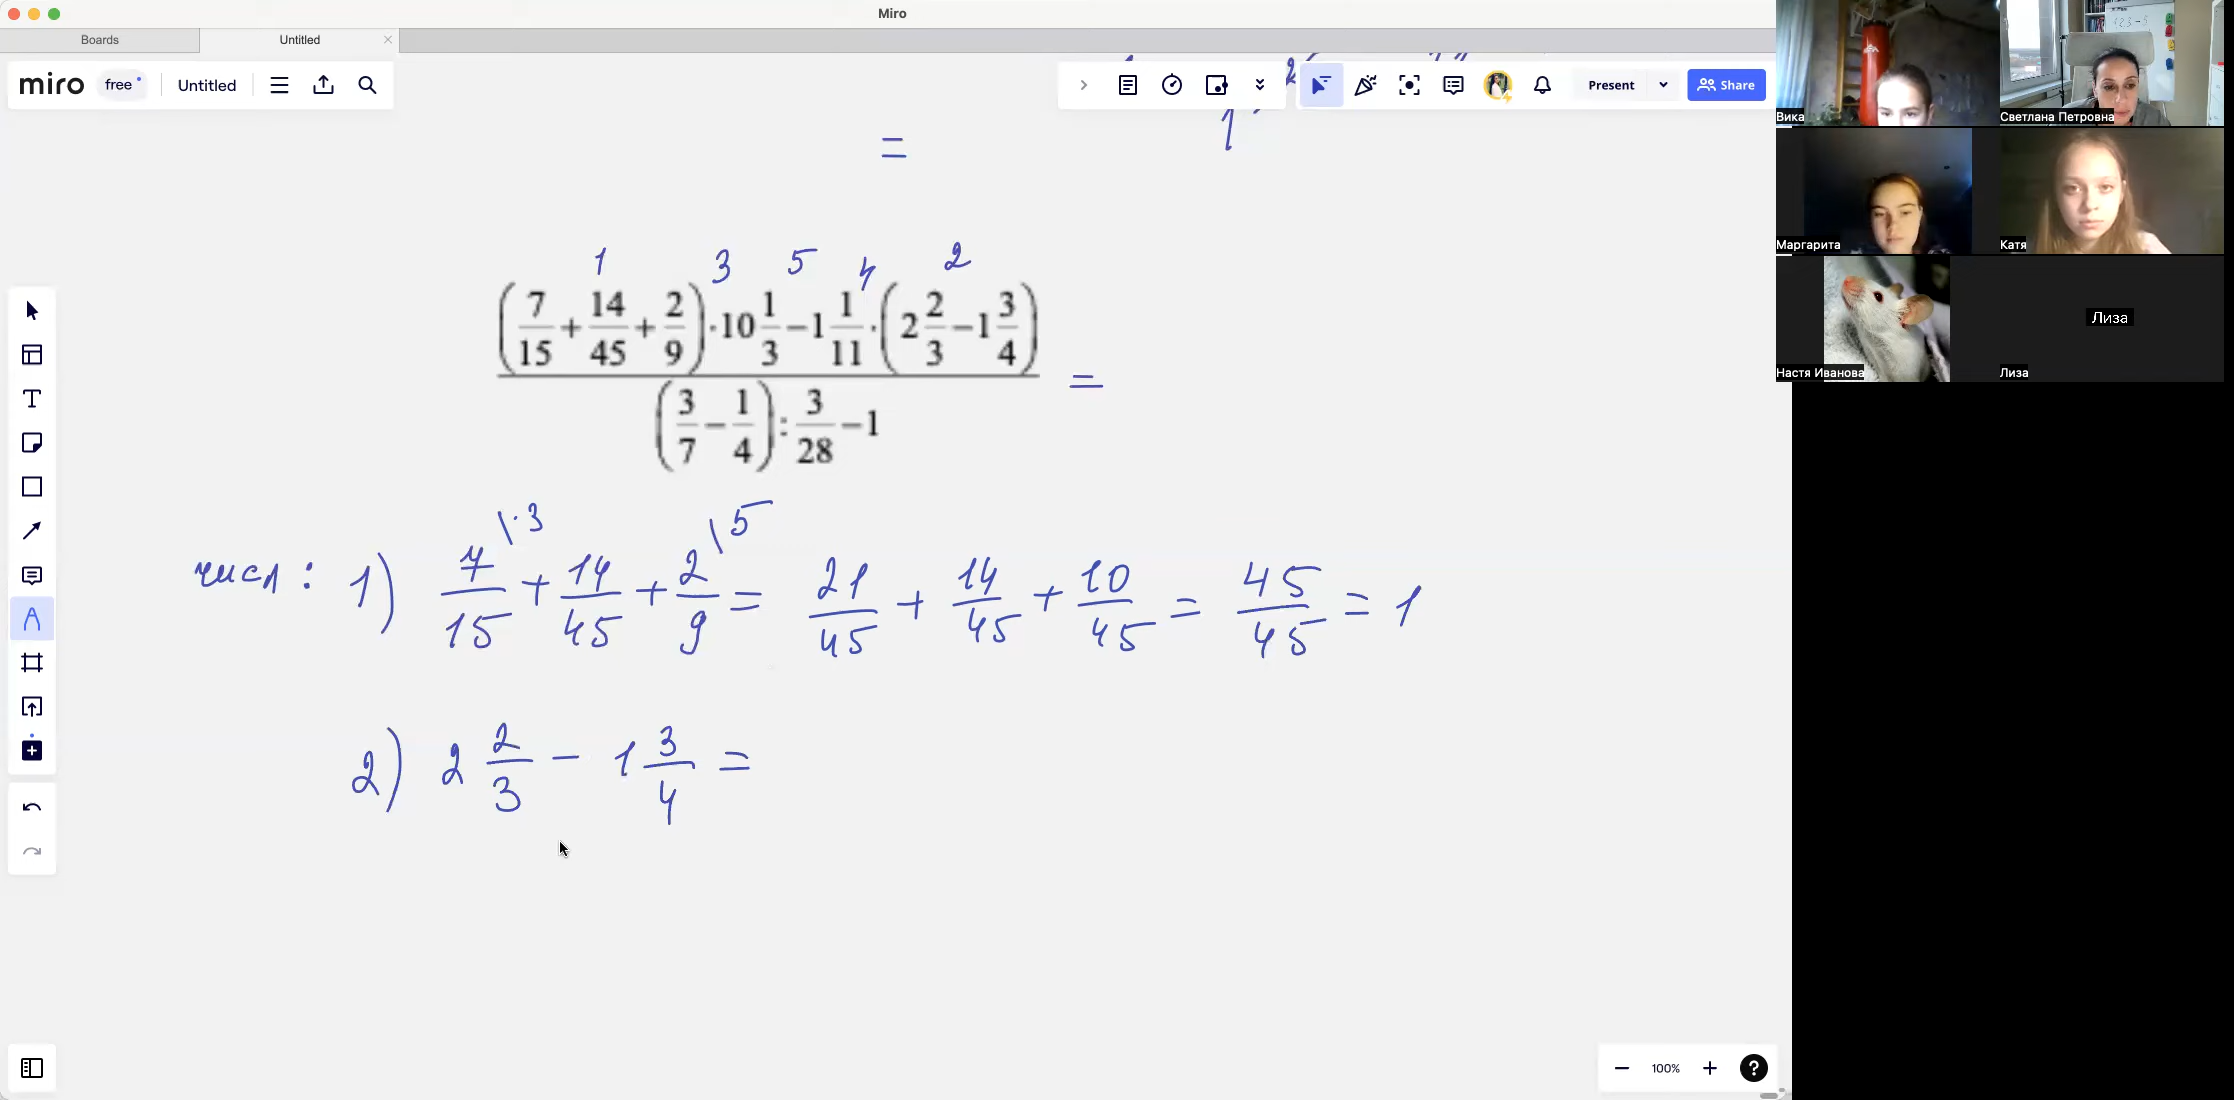 Miro
Boards
Untitled
miro
free
Untitled
Present
Share
Вика
Светлана Петровна
Маргарита
Катя
Настя Иванова
Лиза
Лиза
=
1 3 5 4 2
(7/15 + 14/45 + 2/9) · 10 1/3 − 1 1/11 · (2 2/3 − 1 3/4)
(3/7 − 1/4) : 3/28 − 1
=
числ : 1) 7/15 \·3 + 14/45 + 2/9 \5 = 21/45 + 14/45 + 10/45 = 45/45 = 1
2) 2 2/3 − 1 3/4 =
100%